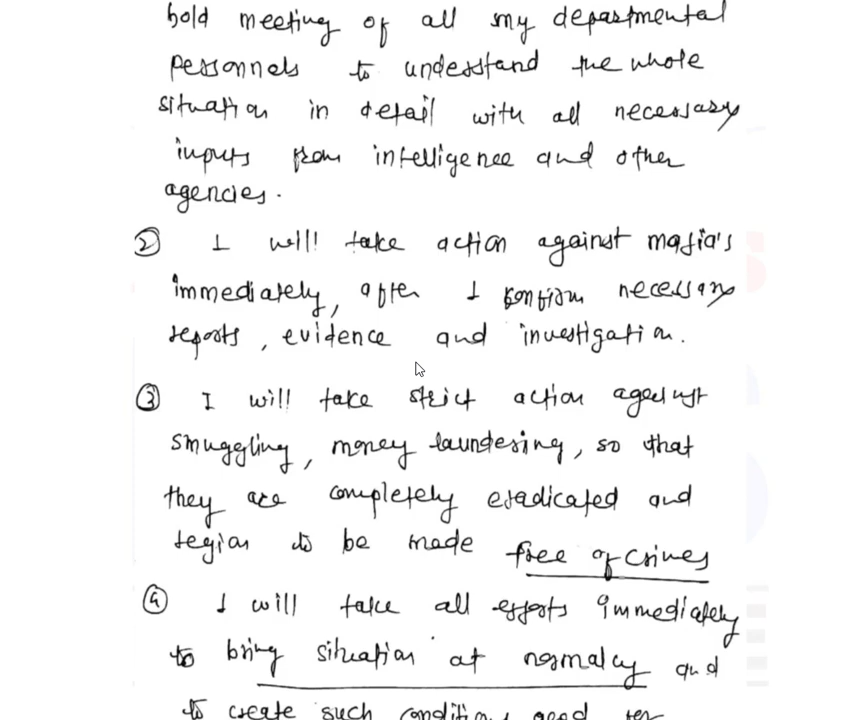 hold meeting of all my departmental
personnels to understand the whole
situation in detail with all necessary
inputs from intelligence and other
agencies.
② I will take action against mafia's
immediately, after I confirm necessary
reports, evidence and investigation.
③ I will take strict action against
smuggling, money laundering, so that
they are completely eradicated and
region to be made free of crimes
④ I will take all efforts immediately
to bring situation at normalcy and
to create such conditions good